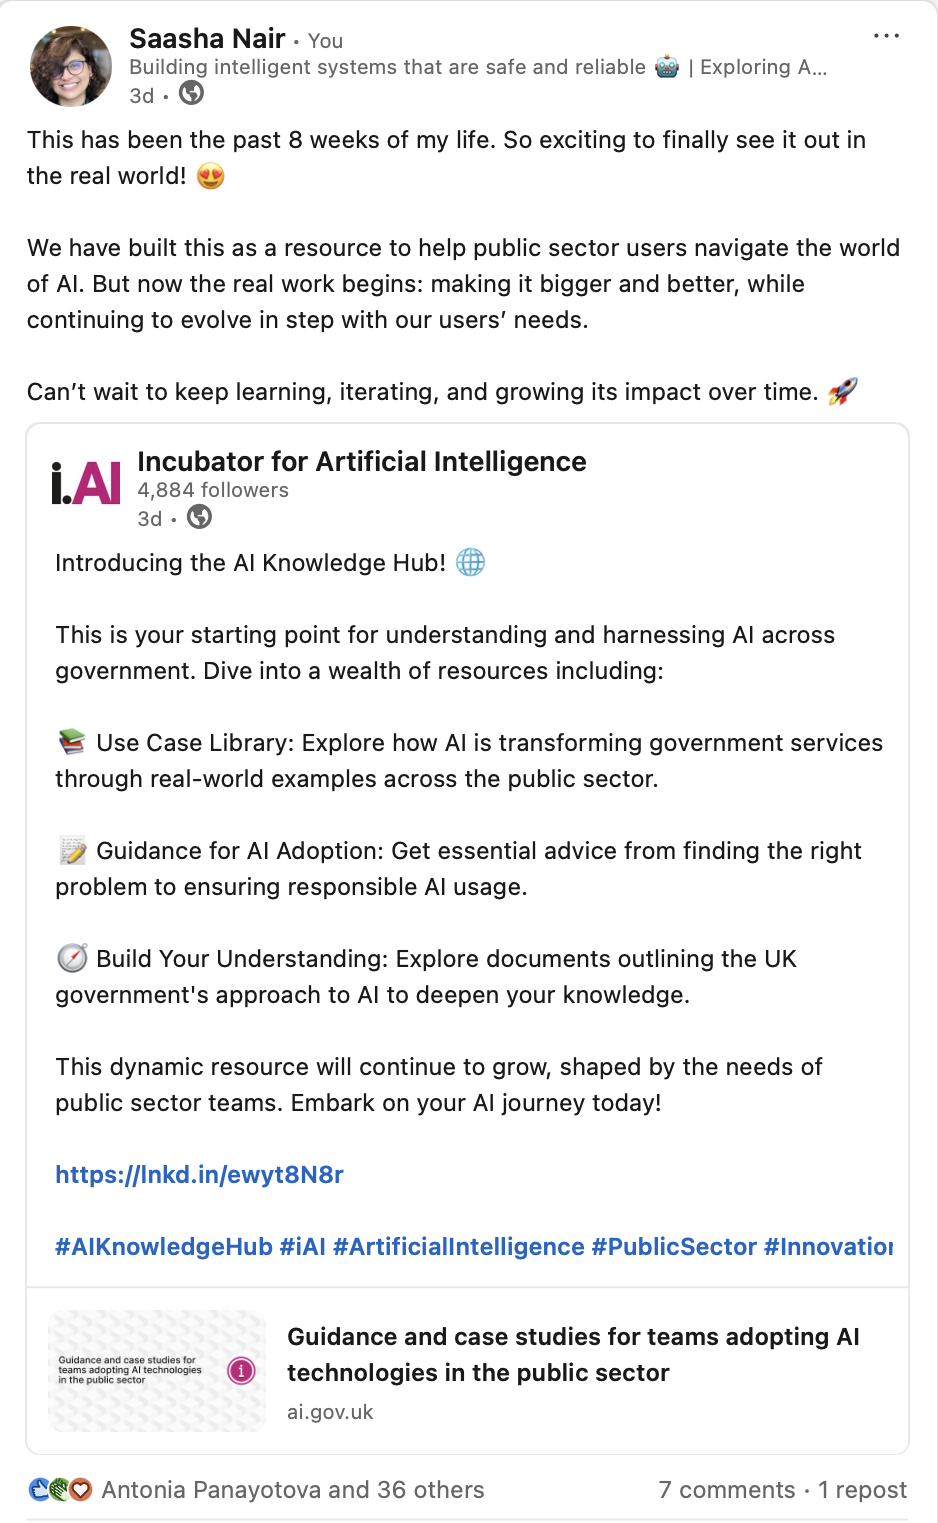 Saasha Nair • You
Building intelligent systems that are safe and reliable 🤖 | Exploring A...
3d •
This has been the past 8 weeks of my life. So exciting to finally see it out in
the real world! 😍
We have built this as a resource to help public sector users navigate the world
of AI. But now the real work begins: making it bigger and better, while
continuing to evolve in step with our users’ needs.
Can’t wait to keep learning, iterating, and growing its impact over time. 🚀
i.AI
Incubator for Artificial Intelligence
4,884 followers
3d •
Introducing the AI Knowledge Hub! 🌐
This is your starting point for understanding and harnessing AI across
government. Dive into a wealth of resources including:
📚 Use Case Library: Explore how AI is transforming government services
through real-world examples across the public sector.
📝 Guidance for AI Adoption: Get essential advice from finding the right
problem to ensuring responsible AI usage.
🧭 Build Your Understanding: Explore documents outlining the UK
government's approach to AI to deepen your knowledge.
This dynamic resource will continue to grow, shaped by the needs of
public sector teams. Embark on your AI journey today!
https://lnkd.in/ewyt8N8r
#AIKnowledgeHub #iAI #ArtificialIntelligence #PublicSector #Innovation
Guidance and case studies for
teams adopting AI technologies
in the public sector
i
Guidance and case studies for teams adopting AI
technologies in the public sector
ai.gov.uk
Antonia Panayotova and 36 others
7 comments • 1 repost